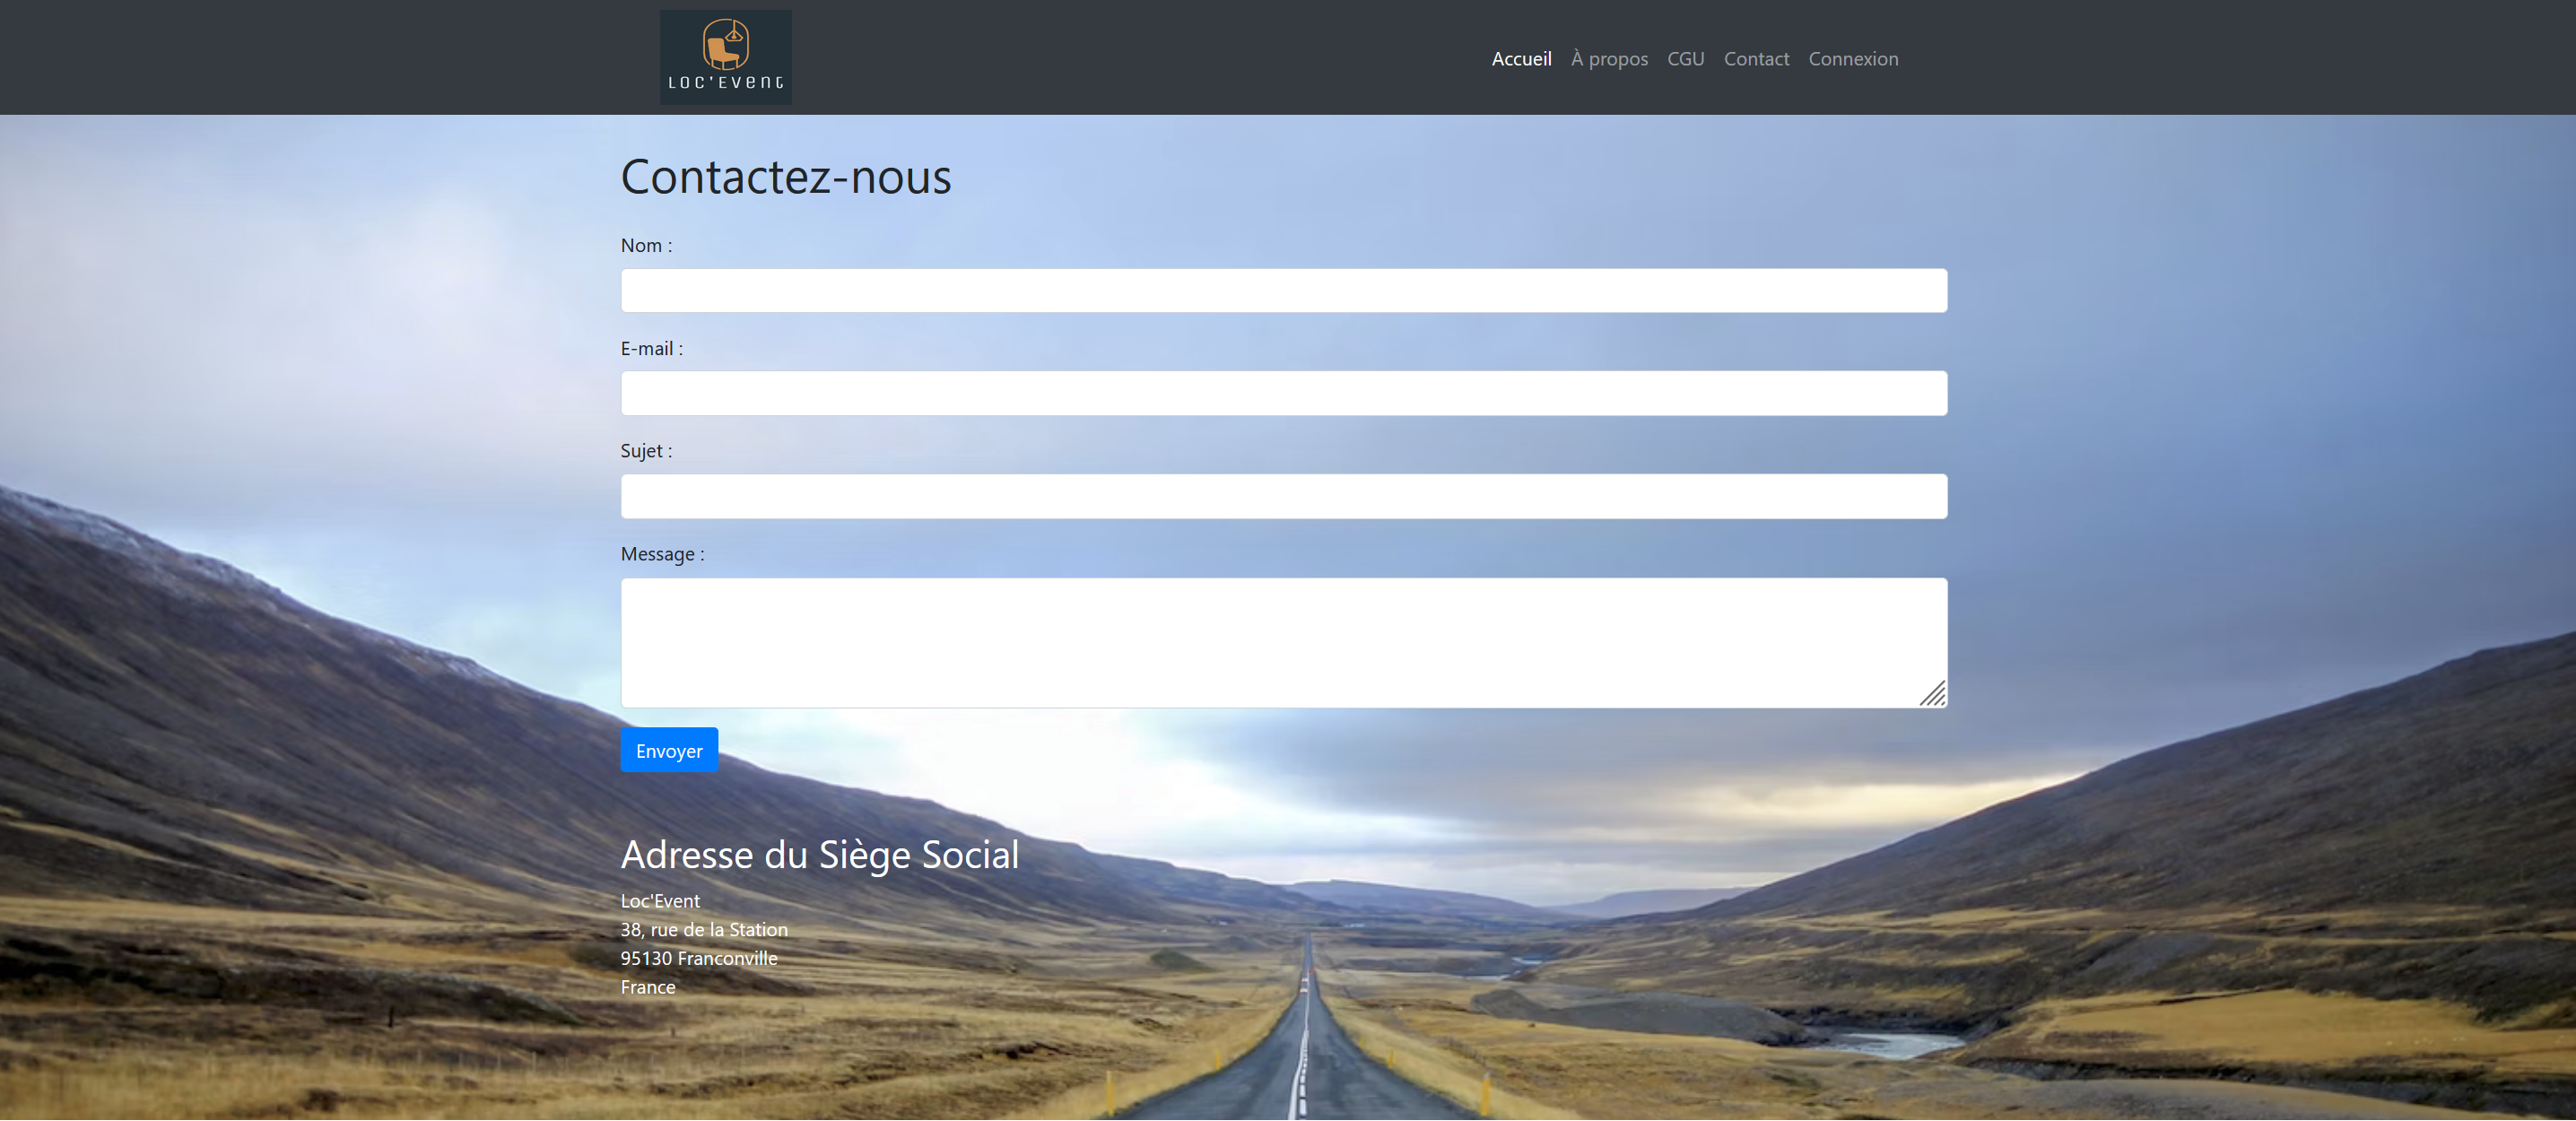 LOC'EVENT
Accueil À propos CGU Contact Connexion
Contactez-nous
Nom :
E-mail :
Sujet :
Message :
Envoyer
Adresse du Siège Social
Loc'Event
38, rue de la Station
95130 Franconville
France